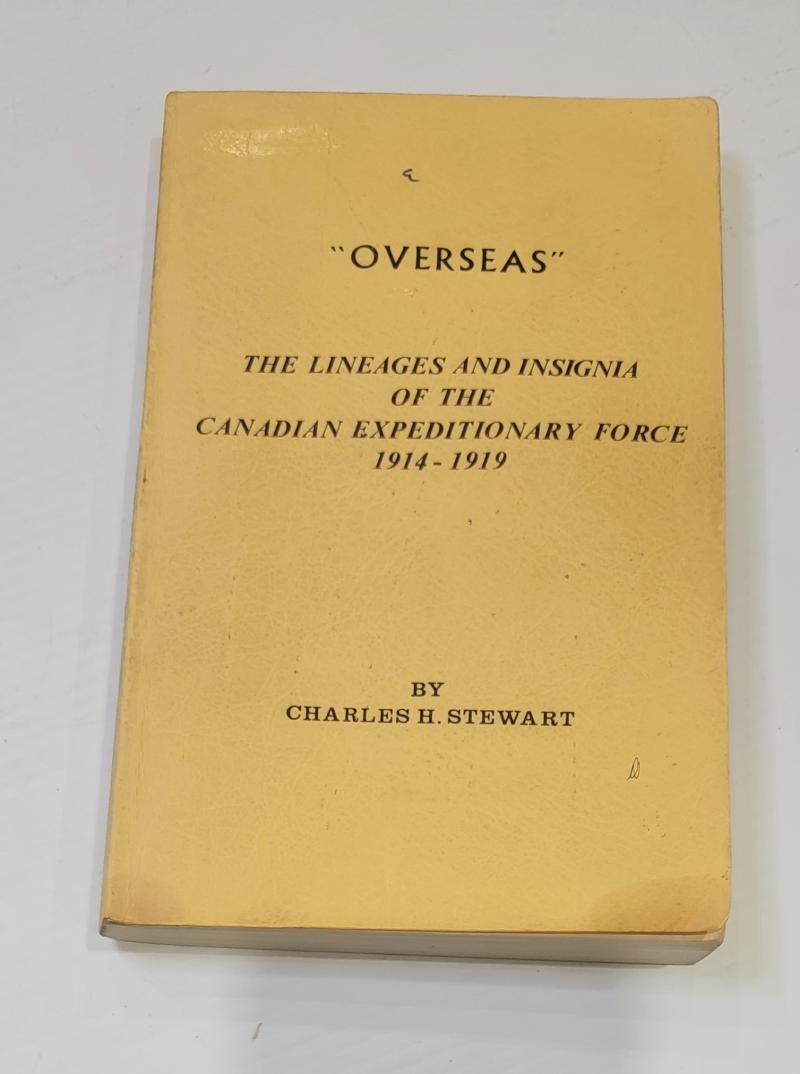 "OVERSEAS"
THE LINEAGES AND INSIGNIA
OF THE
CANADIAN EXPEDITIONARY FORCE
1914-1919
BY
CHARLES H. STEWART